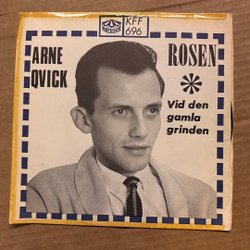 KFF
696
ARNE
QVICK
ROSEN
Vid den
gamla
grinden